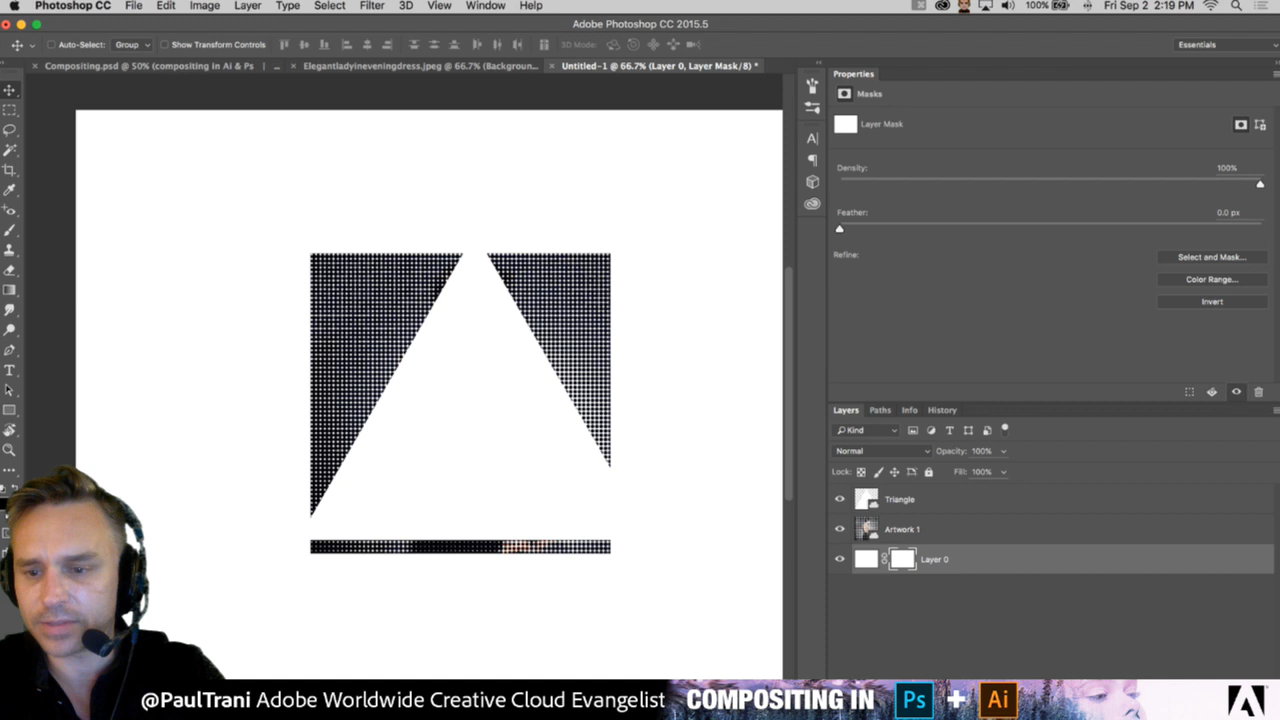 Photoshop CC File Edit Image Layer Type Select Filter 3D View Window Help 100% Fri Sep 2 2:19 PM
Adobe Photoshop CC 2015.5
Auto-Select: Group Show Transform Controls 3D Mode: Essentials
Compositing.psd @ 50% (compositing in Ai & Ps ... Elegantladyineveningdress.jpeg @ 66.7% (Backgroun... Untitled-1 @ 66.7% (Layer 0, Layer Mask/8) *
Properties
Masks
Layer Mask
Density: 100%
Feather: 0.0 px
Refine: Select and Mask...
Color Range...
Invert
Layers Paths Info History
Kind
Normal Opacity: 100%
Lock: Fill: 100%
Triangle
Artwork 1
Layer 0
@PaulTrani Adobe Worldwide Creative Cloud Evangelist COMPOSITING IN Ps + Ai